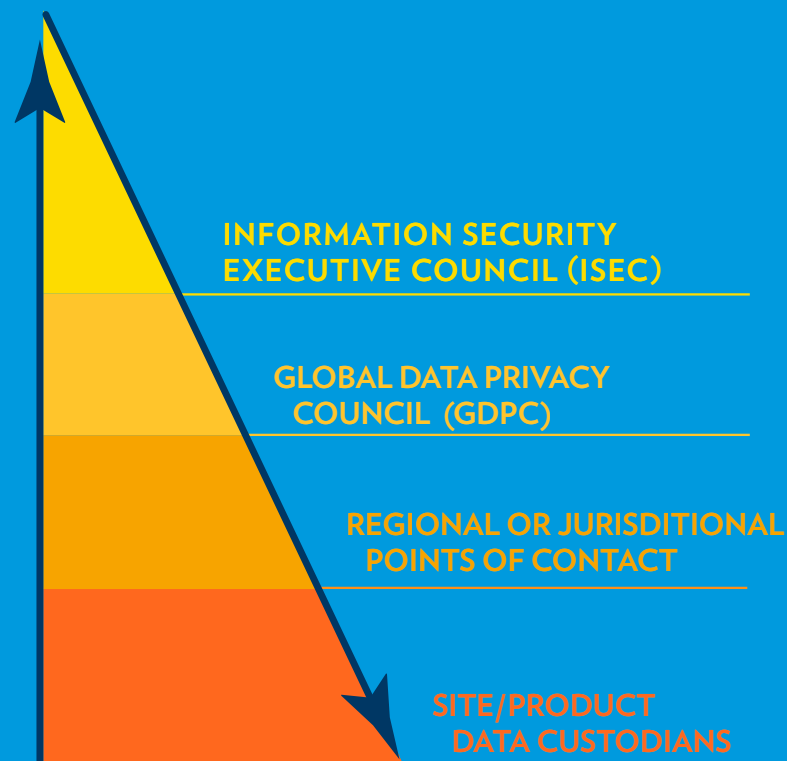 INFORMATION SECURITY
EXECUTIVE COUNCIL (ISEC)
GLOBAL DATA PRIVACY
COUNCIL (GDPC)
REGIONAL OR JURISDITIONAL
POINTS OF CONTACT
SITE/PRODUCT
DATA CUSTODIANS